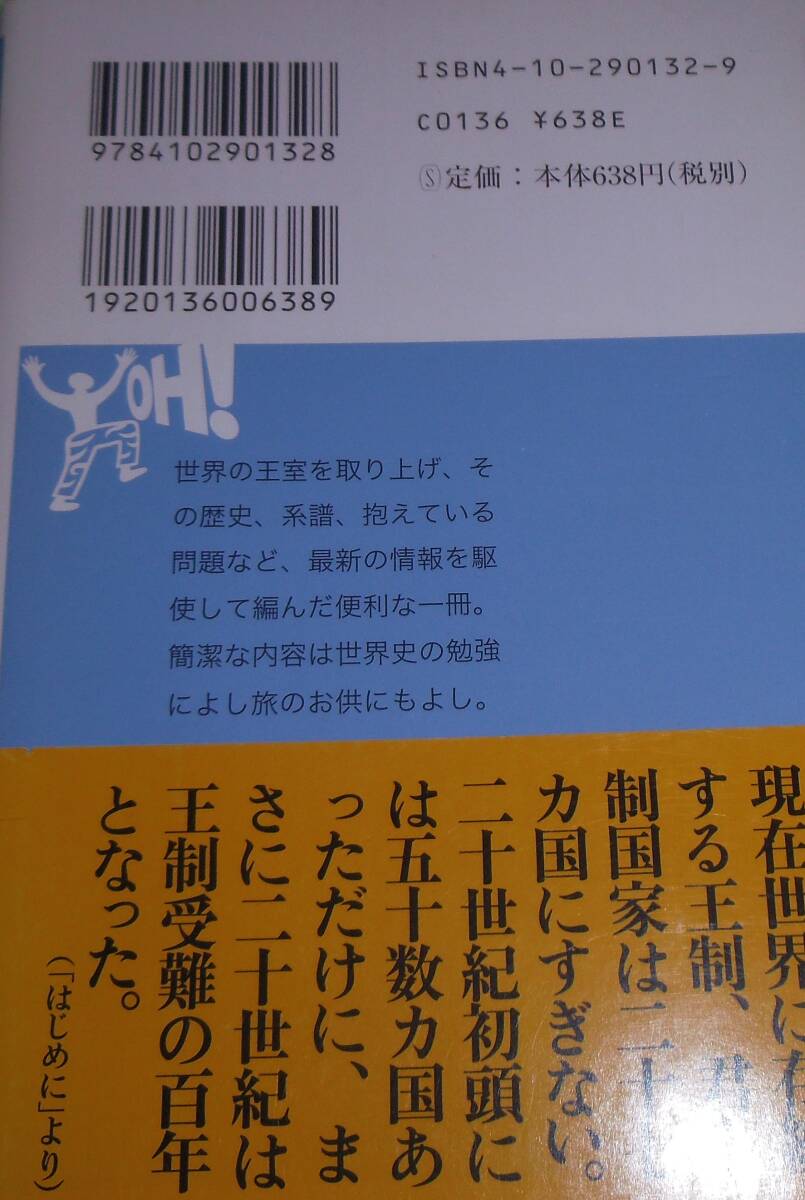 ISBN4-10-290132-9
C0136 ¥638E
9784102901328
Ⓢ定価：本体638円(税別)
1920136006389
OH!
世界の王室を取り上げ、そ
の歴史、系譜、抱えている
問題など、最新の情報を駆
使して編んだ便利な一冊。
簡潔な内容は世界史の勉強
によし旅のお供にもよし。
現在世界に存
する王制、君
制国家は二十
カ国にすぎない。
二十世紀初頭に
は五十数カ国あ
っただけに、ま
さに二十世紀は
王制受難の百年
となった。
(「はじめに」より)